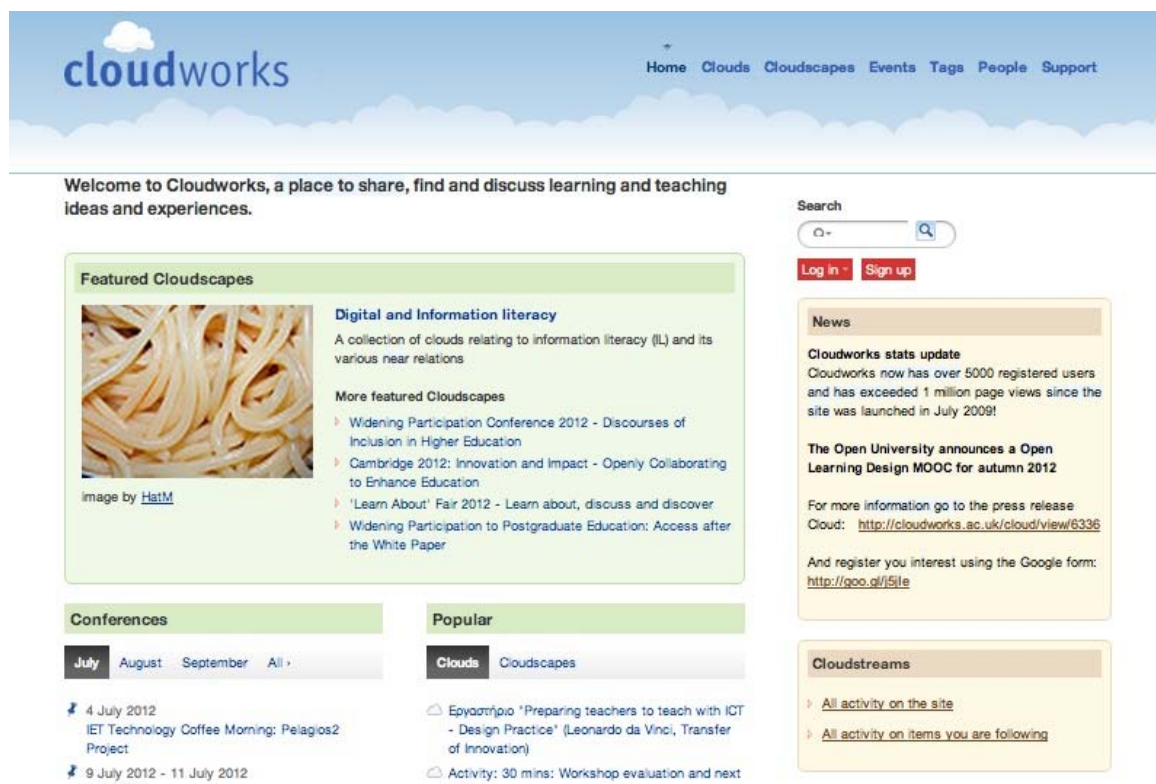 cloudworks
Home Clouds Cloudscapes Events Tags People Support
Welcome to Cloudworks, a place to share, find and discuss learning and teaching
ideas and experiences.
Featured Cloudscapes
image by HatM
Digital and Information literacy
A collection of clouds relating to information literacy (IL) and its
various near relations
More featured Cloudscapes
Widening Participation Conference 2012 - Discourses of
Inclusion in Higher Education
Cambridge 2012: Innovation and Impact - Openly Collaborating
to Enhance Education
'Learn About' Fair 2012 - Learn about, discuss and discover
Widening Participation to Postgraduate Education: Access after
the White Paper
Conferences
July August September All ›
4 July 2012
IET Technology Coffee Morning: Pelagios2
Project
9 July 2012 - 11 July 2012
Popular
Clouds Cloudscapes
Εργαστήριο "Preparing teachers to teach with ICT
- Design Practice" (Leonardo da Vinci, Transfer
of Innovation)
Activity: 30 mins: Workshop evaluation and next
Search
Log in Sign up
News
Cloudworks stats update
Cloudworks now has over 5000 registered users
and has exceeded 1 million page views since the
site was launched in July 2009!
The Open University announces a Open
Learning Design MOOC for autumn 2012
For more information go to the press release
Cloud: http://cloudworks.ac.uk/cloud/view/6336
And register you interest using the Google form:
http://goo.gl/j5jIe
Cloudstreams
All activity on the site
All activity on items you are following